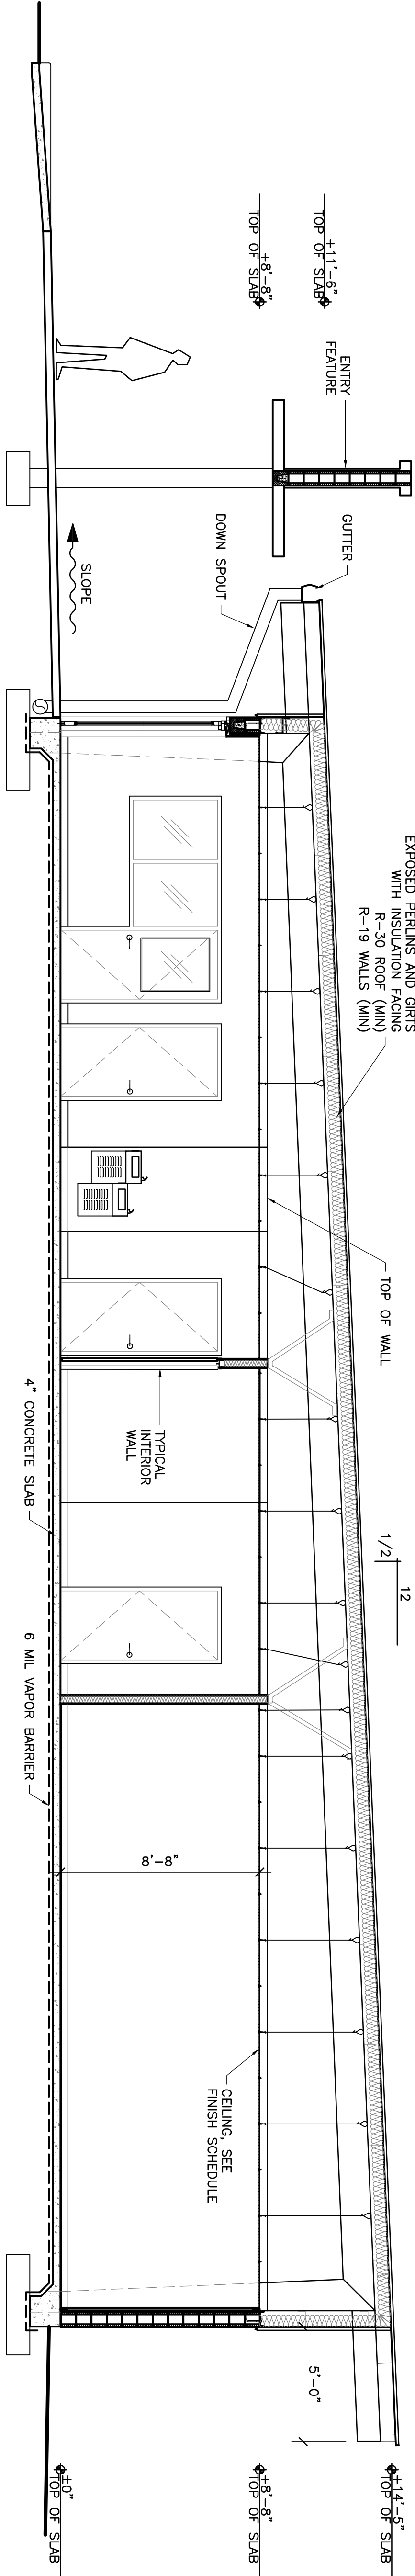 +11'-6"
TOP OF SLAB
+8'-8"
TOP OF SLAB
ENTRY
FEATURE
GUTTER
DOWN SPOUT
SLOPE
EXPOSED PERLINS AND GIRTS
WITH INSULATION FACING
R-30 ROOF (MIN)
R-19 WALLS (MIN)
TOP OF WALL
TYPICAL
INTERIOR
WALL
4" CONCRETE SLAB
12
1/2
6 MIL VAPOR BARRIER
8'-8"
CEILING, SEE
FINISH SCHEDULE
5'-0"
+14'-5"
TOP OF SLAB
+8'-8"
TOP OF SLAB
±0"
TOP OF SLAB